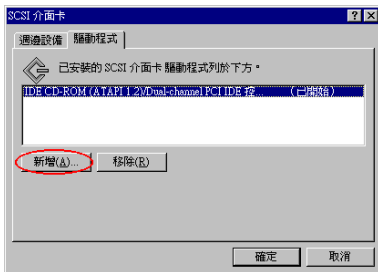 SCSI 介面卡
週邊設備 驅動程式
已安裝的 SCSI 介面卡 驅動程式列於下方。
IDE CD-ROM (ATAPI 1.2)/Dual-channel PCI IDE 控... (已開始)
新增(A)... 移除(R)
確定 取消